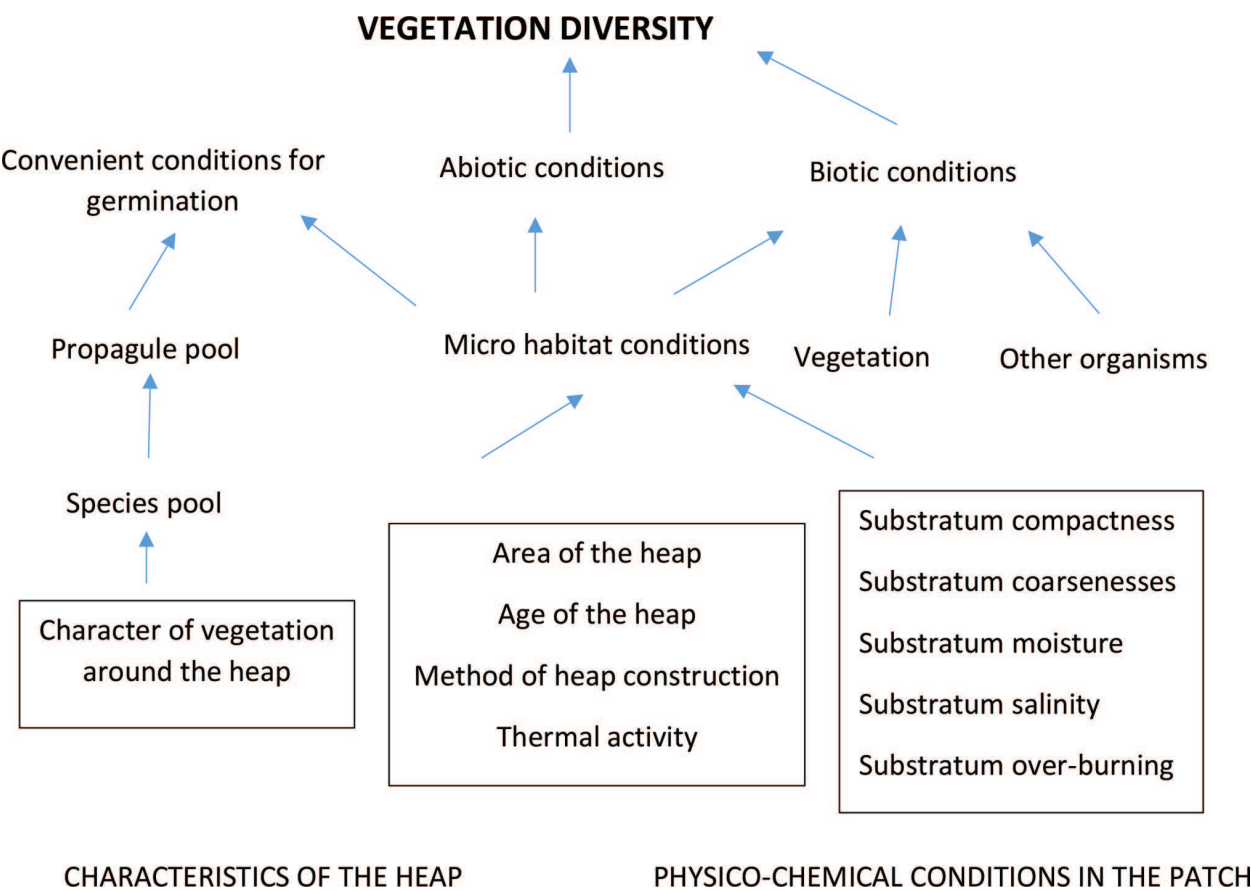 VEGETATION DIVERSITY
Convenient conditions for
germination
Abiotic conditions
Biotic conditions
Propagule pool
Micro habitat conditions
Vegetation
Other organisms
Species pool
Character of vegetation
around the heap
Area of the heap
Age of the heap
Method of heap construction
Thermal activity
Substratum compactness
Substratum coarsenesses
Substratum moisture
Substratum salinity
Substratum over-burning
CHARACTERISTICS OF THE HEAP
PHYSICO-CHEMICAL CONDITIONS IN THE PATCH